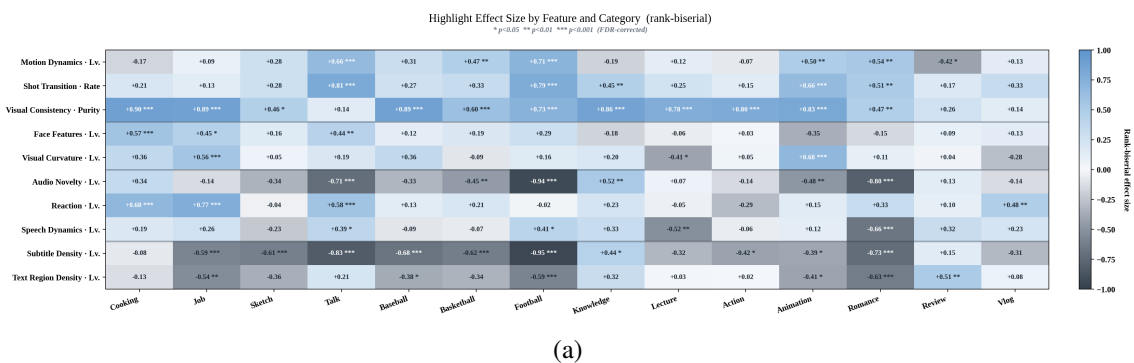 Highlight Effect Size by Feature and Category (rank-biserial)
* p<0.05 ** p<0.01 *** p<0.001 (FDR-corrected)
Motion Dynamics · Lv. -0.17 +0.09 +0.28 +0.66 *** +0.31 +0.47 ** +0.71 *** -0.19 +0.12 -0.07 +0.50 ** +0.54 ** -0.42 * +0.13
Shot Transition · Rate +0.21 +0.13 +0.28 +0.81 *** +0.27 +0.33 +0.79 *** +0.45 ** +0.25 +0.15 +0.66 *** +0.51 ** +0.17 +0.33
Visual Consistency · Purity +0.90 *** +0.89 *** +0.46 * +0.14 +0.89 *** +0.60 *** +0.73 *** +0.86 *** +0.78 *** +0.80 *** +0.83 *** +0.47 ** +0.26 +0.14
Face Features · Lv. +0.57 *** +0.45 * +0.16 +0.44 ** +0.12 +0.19 +0.29 -0.18 -0.06 +0.03 -0.35 -0.15 +0.09 +0.13
Visual Curvature · Lv. +0.36 +0.56 *** +0.05 +0.19 +0.36 -0.09 +0.16 +0.20 -0.41 * +0.05 +0.68 *** +0.11 +0.04 -0.28
Audio Novelty · Lv. +0.34 -0.14 -0.34 -0.71 *** -0.33 -0.45 ** -0.94 *** +0.52 ** +0.07 -0.14 -0.48 ** -0.80 *** +0.13 -0.14
Reaction · Lv. +0.68 *** +0.77 *** -0.04 +0.58 *** +0.13 +0.21 -0.02 +0.23 -0.05 -0.29 +0.15 +0.33 +0.10 +0.48 **
Speech Dynamics · Lv. +0.19 +0.26 -0.23 +0.39 * -0.09 -0.07 +0.41 * +0.33 -0.52 ** -0.06 +0.12 -0.66 *** +0.32 +0.23
Subtitle Density · Lv. -0.08 -0.59 *** -0.61 *** -0.83 *** -0.68 *** -0.62 *** -0.95 *** +0.44 * -0.32 -0.42 * -0.39 * -0.73 *** +0.15 -0.31
Text Region Density · Lv. -0.13 -0.54 ** -0.36 +0.21 -0.38 * -0.34 -0.59 *** +0.32 +0.03 +0.02 -0.41 * -0.63 *** +0.51 ** +0.08
Cooking Job Sketch Talk Baseball Basketball Football Knowledge Lecture Action Animation Romance Review Vlog
1.00
0.75
0.50
0.25
0.00
−0.25
−0.50
−0.75
−1.00
Rank-biserial effect size
(a)